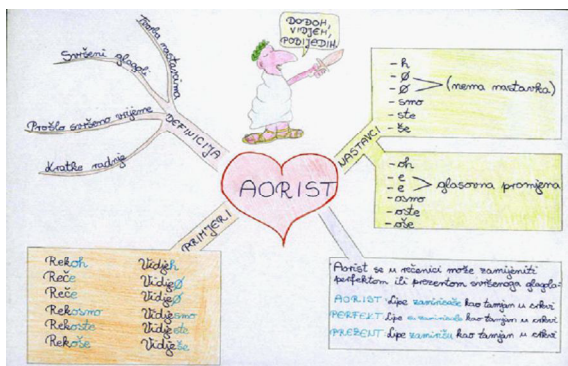 DOĐOH,
VIDJEH,
POBIJEDIH.
Tvorba nastavcima
Svršeni glagoli
Prošlo svršeno vrijeme
Kratke radnje
DEFINICIJA
AORIST
NASTAVCI
- h
- Ø
- Ø (nema nastavka)
- smo
- ste
- še
- oh
- e
- e glasovna promjena
- osmo
- oste
- oše
PRIMJERI
Rekoh Vidjeh
Reče VidjeØ
Reče VidjeØ
Rekosmo Vidjesmo
Rekoste Vidjeste
Rekoše Vidješe
Aorist se u rečenici može zamijeniti
perfektom ili prezentom svršenoga glagola:
AORIST - Lipe zamirisaše kao tamjan u crkvi
PERFEKT - Lipe su zamirisale kao tamjan u crkvi
PREZENT - Lipe zamirišu kao tamjan u crkvi